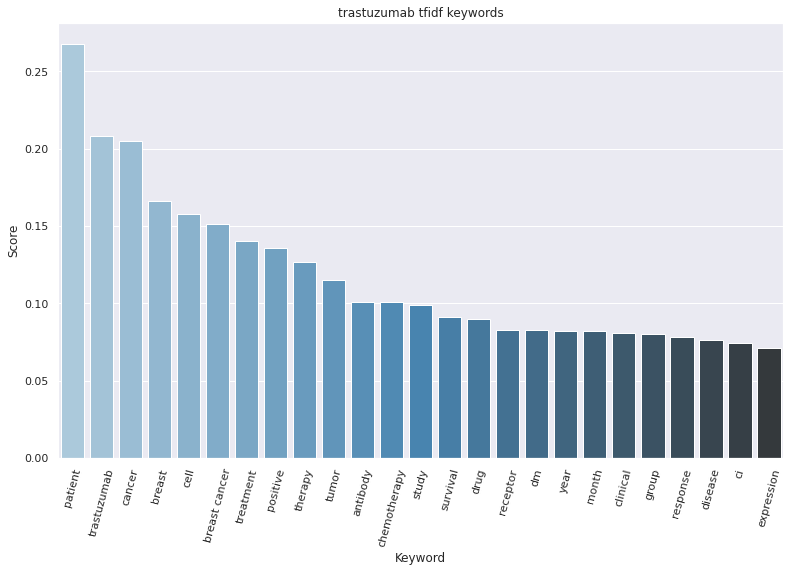 trastuzumab tfidf keywords
Score
0.25
0.20
0.15
0.10
0.05
0.00
patient
trastuzumab
cancer
breast
cell
breast cancer
treatment
positive
therapy
tumor
antibody
chemotherapy
study
survival
drug
receptor
dm
year
month
clinical
group
response
disease
ci
expression
Keyword